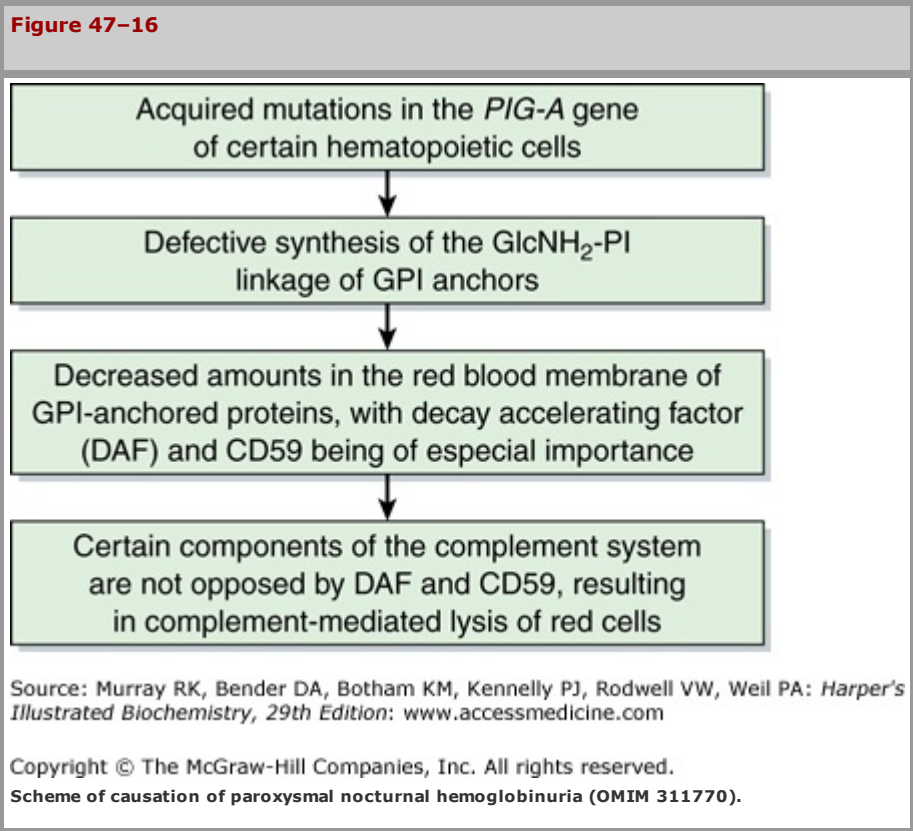 Figure 47–16
Acquired mutations in the PIG-A gene
of certain hematopoietic cells
Defective synthesis of the GlcNH₂-PI
linkage of GPI anchors
Decreased amounts in the red blood membrane of
GPI-anchored proteins, with decay accelerating factor
(DAF) and CD59 being of especial importance
Certain components of the complement system
are not opposed by DAF and CD59, resulting
in complement-mediated lysis of red cells
Source: Murray RK, Bender DA, Botham KM, Kennelly PJ, Rodwell VW, Weil PA: Harper's
Illustrated Biochemistry, 29th Edition: www.accessmedicine.com
Copyright © The McGraw-Hill Companies, Inc. All rights reserved.
Scheme of causation of paroxysmal nocturnal hemoglobinuria (OMIM 311770).